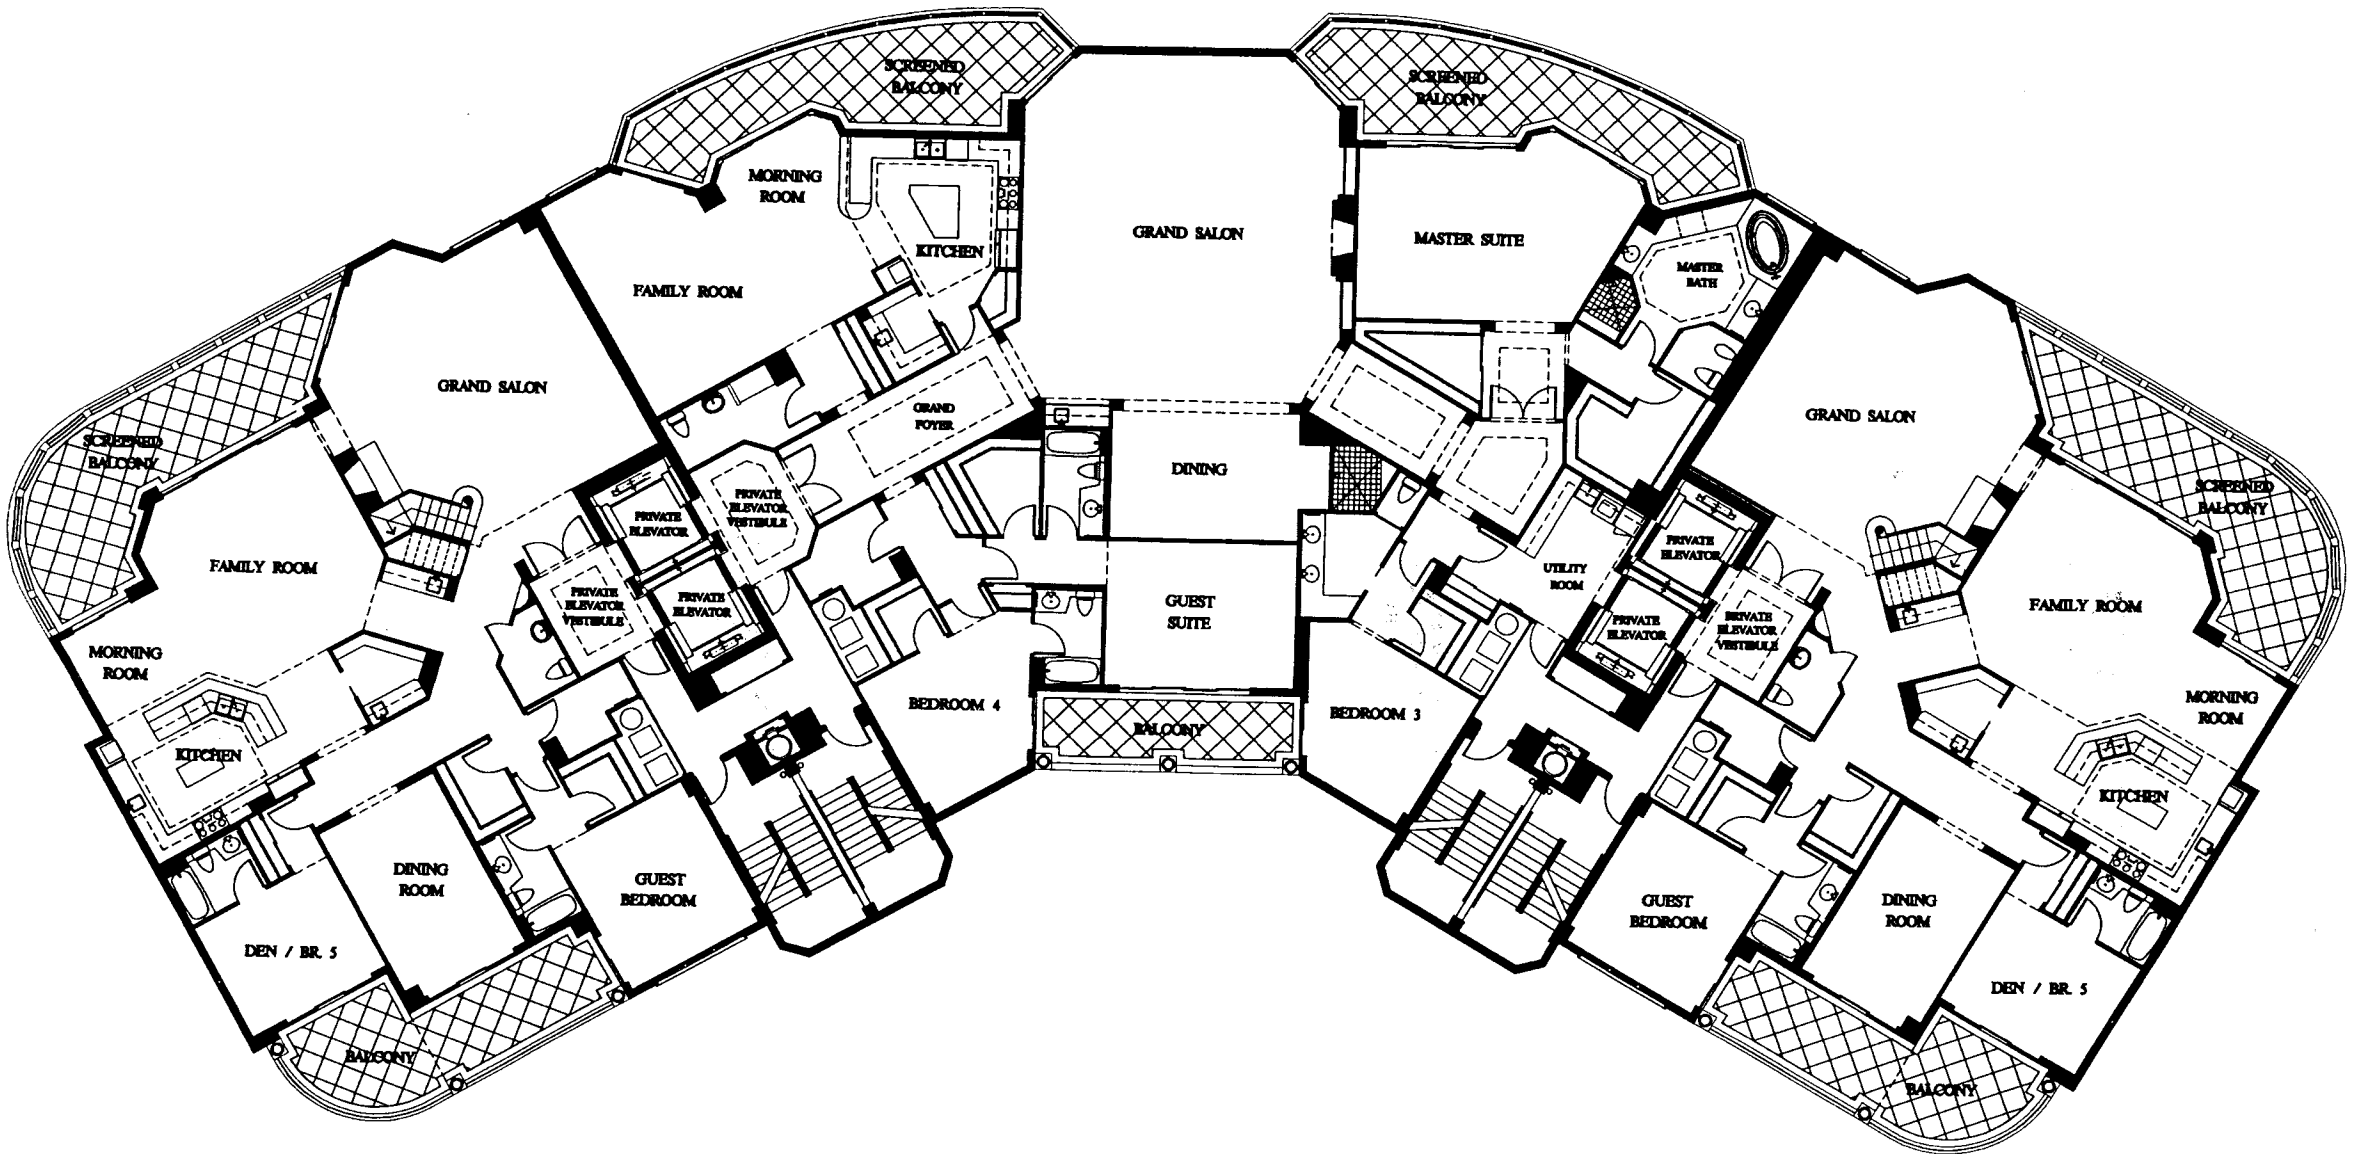 SCREENED
BALCONY
SCREENED
BALCONY
MORNING
ROOM
KITCHEN
FAMILY ROOM
GRAND SALON
MASTER SUITE
MASTER
BATH
GRAND SALON
GRAND
FOYER
GRAND SALON
SCREENED
BALCONY
DINING
SCREENED
BALCONY
PRIVATE
ELEVATOR
PRIVATE
ELEVATOR
VESTIBULE
PRIVATE
ELEVATOR
FAMILY ROOM
PRIVATE
ELEVATOR
VESTIBULE
PRIVATE
ELEVATOR
GUEST
SUITE
UTILITY
ROOM
PRIVATE
ELEVATOR
PRIVATE
ELEVATOR
VESTIBULE
FAMILY ROOM
MORNING
ROOM
BEDROOM 4
BALCONY
BEDROOM 3
MORNING
ROOM
KITCHEN
KITCHEN
DINING
ROOM
GUEST
BEDROOM
GUEST
BEDROOM
DINING
ROOM
DEN / BR. 5
DEN / BR. 5
BALCONY
BALCONY